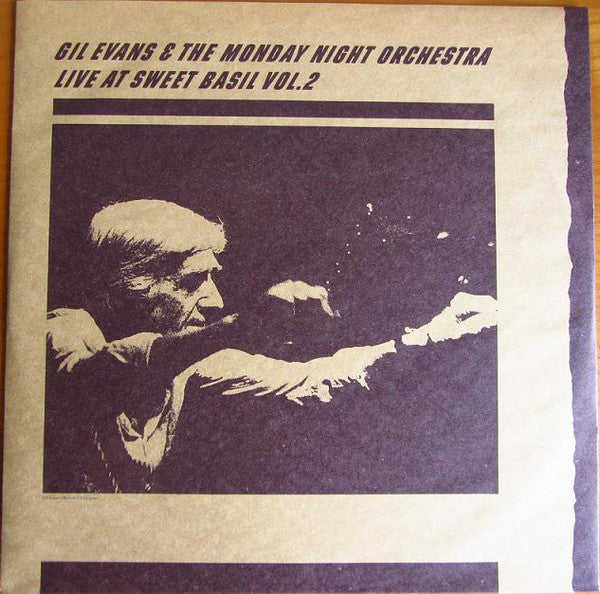 GIL EVANS & THE MONDAY NIGHT ORCHESTRA
LIVE AT SWEET BASIL VOL.2